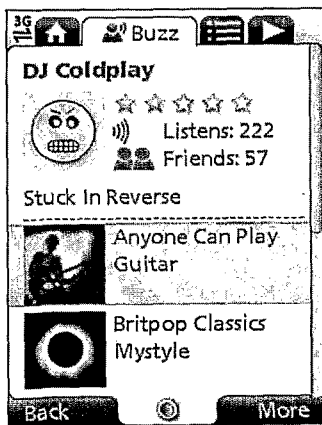 3G
Buzz
DJ Coldplay
Listens: 222
Friends: 57
Stuck In Reverse
Anyone Can Play
Guitar
Britpop Classics
Mystyle
Back
More